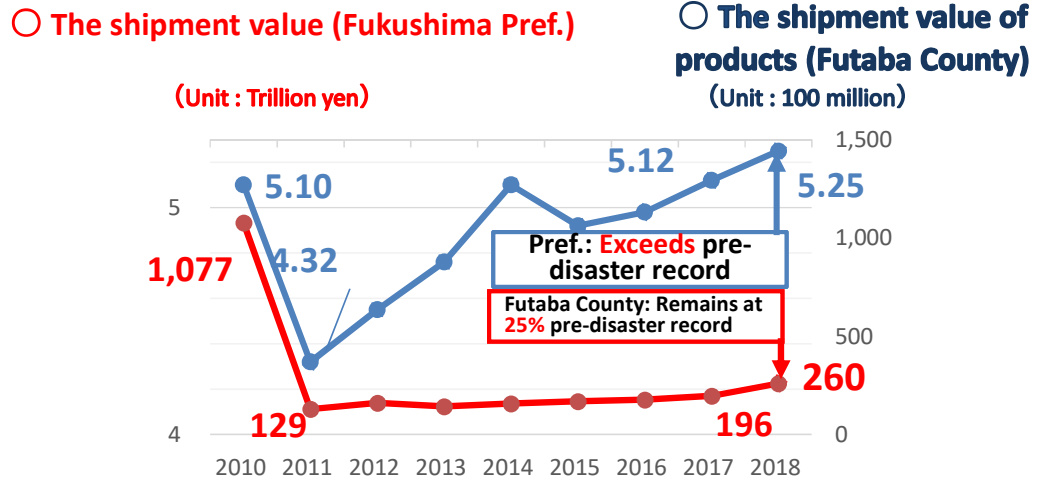 ○ The shipment value (Fukushima Pref.)
(Unit : Trillion yen)
○ The shipment value of
products (Futaba County)
(Unit : 100 million)
1,500
5.12
5.10
5.25
5
1,000
Pref.: Exceeds pre-
disaster record
1,077
4.32
Futaba County: Remains at
25% pre-disaster record
500
260
129
196
4
0
2010 2011 2012 2013 2014 2015 2016 2017 2018